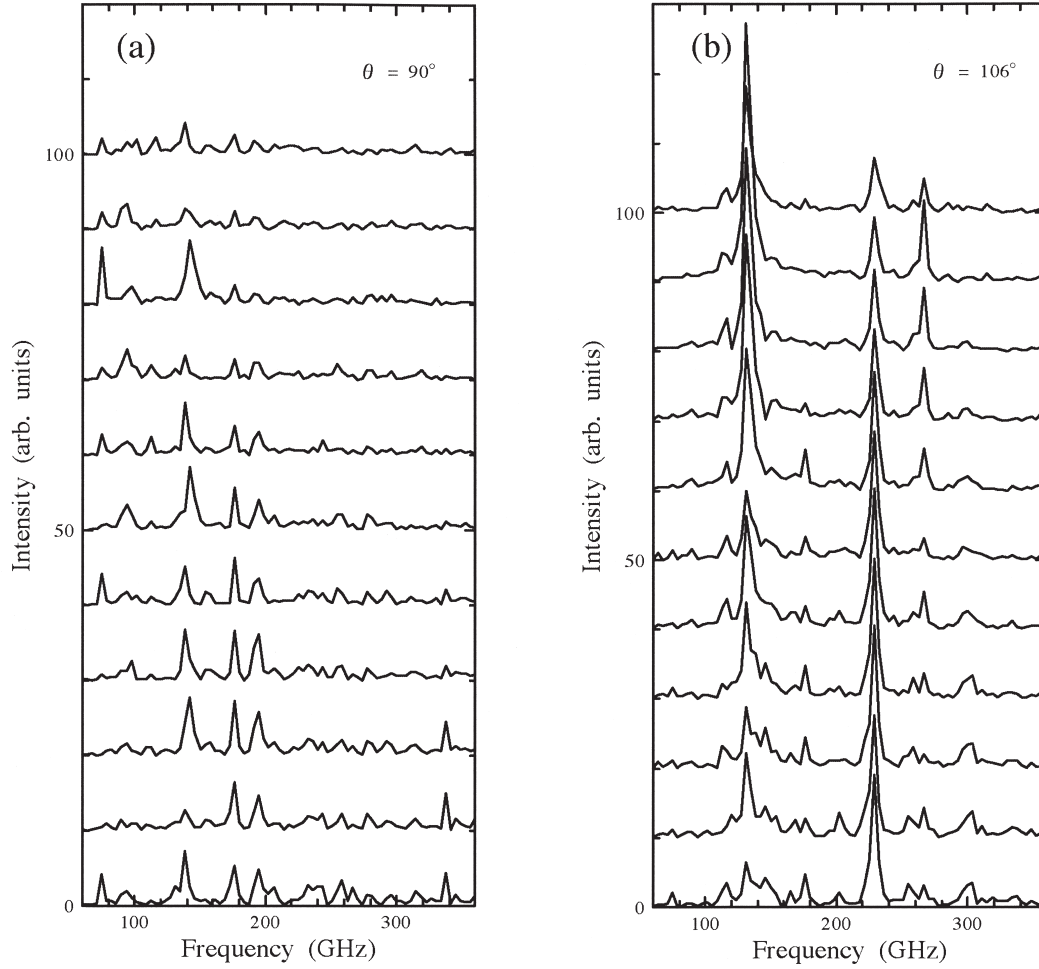 (a)
θ = 90°
100
50
0
Intensity (arb. units)
100
200
300
Frequency (GHz)
(b)
θ = 106°
100
50
0
Intensity (arb. units)
100
200
300
Frequency (GHz)